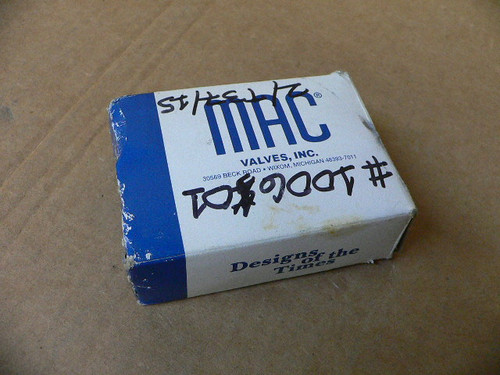 MAC®
VALVES, INC.
30569 BECK ROAD • WIXOM, MICHIGAN 48393-7011
Designs
of the
Times